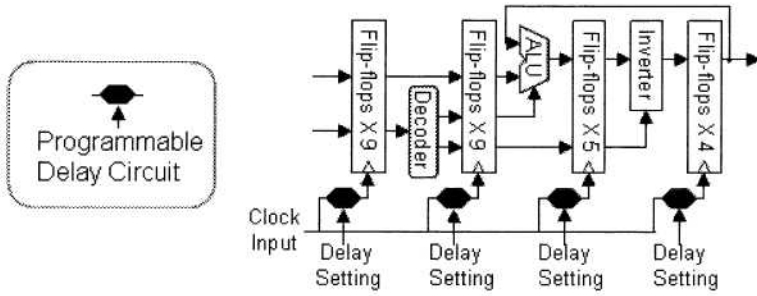 Programmable
Delay Circuit
Flip-flops X 9
Decoder
Flip-flops X 9
ALU
Flip-flops X 5
Inverter
Flip-flops X 4
Clock
Input
Delay
Setting
Delay
Setting
Delay
Setting
Delay
Setting